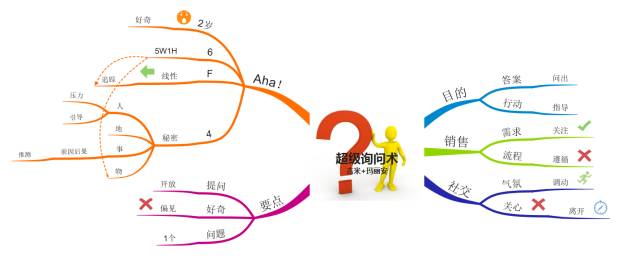 好奇
2岁
5W1H
6
追踪
线性
F
Aha！
压力
人
引导
地
秘密
4
推测
前因后果
事
物
开放
提问
偏见
好奇
要点
1个
问题
超级询问术
吉米+玛丽安
目的
答案
问出
行动
指导
销售
需求
关注
流程
遵循
社交
气氛
调动
关心
离开